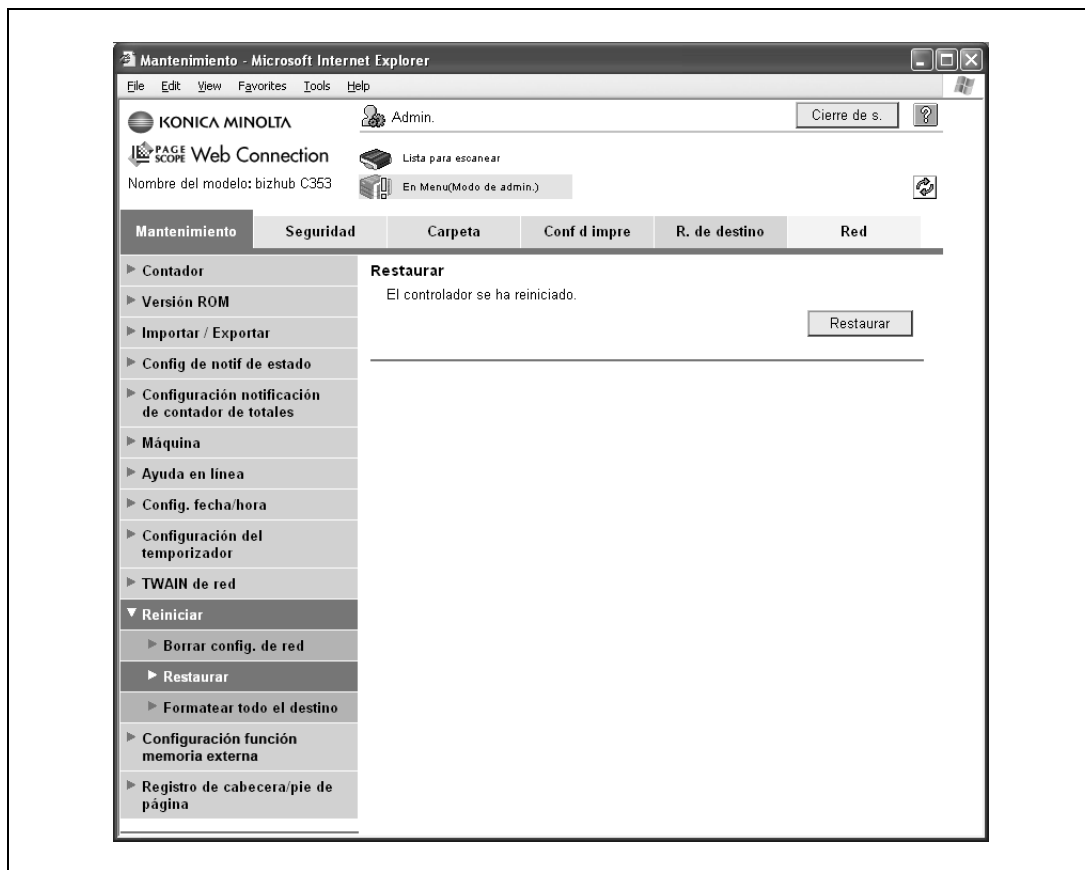 Mantenimiento - Microsoft Internet Explorer
File Edit View Favorites Tools Help
KONICA MINOLTA
Admin.
Cierre de s.
?
PAGE SCOPE Web Connection
Lista para escanear
Nombre del modelo: bizhub C353
En Menu(Modo de admin.)
Mantenimiento Seguridad Carpeta Conf d impre R. de destino Red
Contador
Versión ROM
Importar / Exportar
Config de notif de estado
Configuración notificación
de contador de totales
Máquina
Ayuda en línea
Config. fecha/hora
Configuración del
temporizador
TWAIN de red
Reiniciar
Borrar config. de red
Restaurar
Formatear todo el destino
Configuración función
memoria externa
Registro de cabecera/pie de
página
Restaurar
El controlador se ha reiniciado.
Restaurar